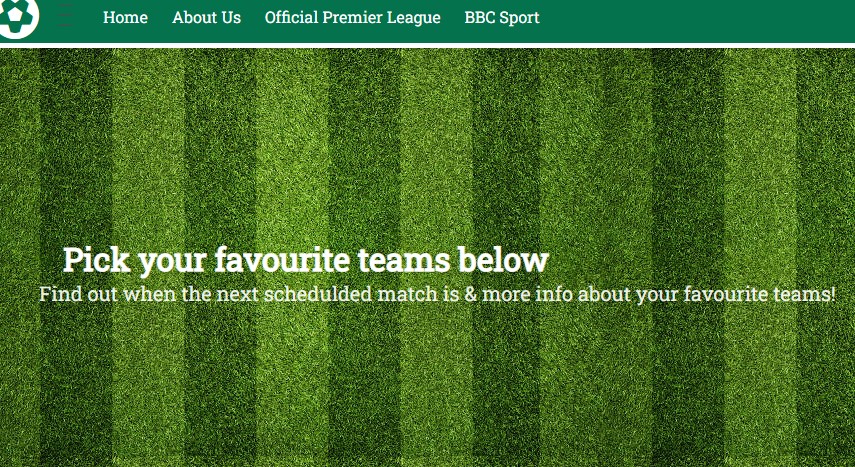 Home About Us Official Premier League BBC Sport
Pick your favourite teams below
Find out when the next schedulded match is & more info about your favourite teams!